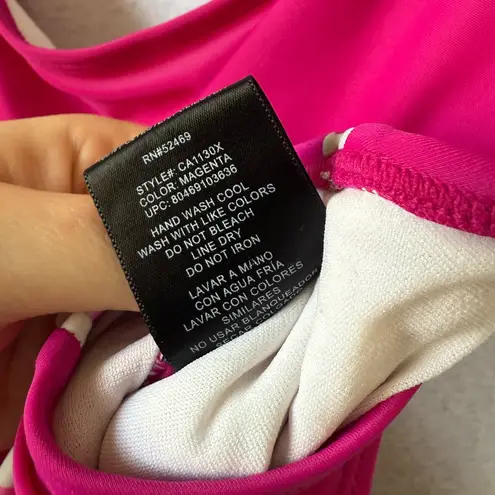 RN#52469
STYLE#: CA1130X
COLOR: MAGENTA
UPC: 80469103636
HAND WASH COOL
WASH WITH LIKE COLORS
DO NOT BLEACH
LINE DRY
DO NOT IRON
LAVAR A MANO
CON AGUA FRIA
LAVAR CON COLORES
SIMILARES
NO USAR BLANQUEADOR
SECAR